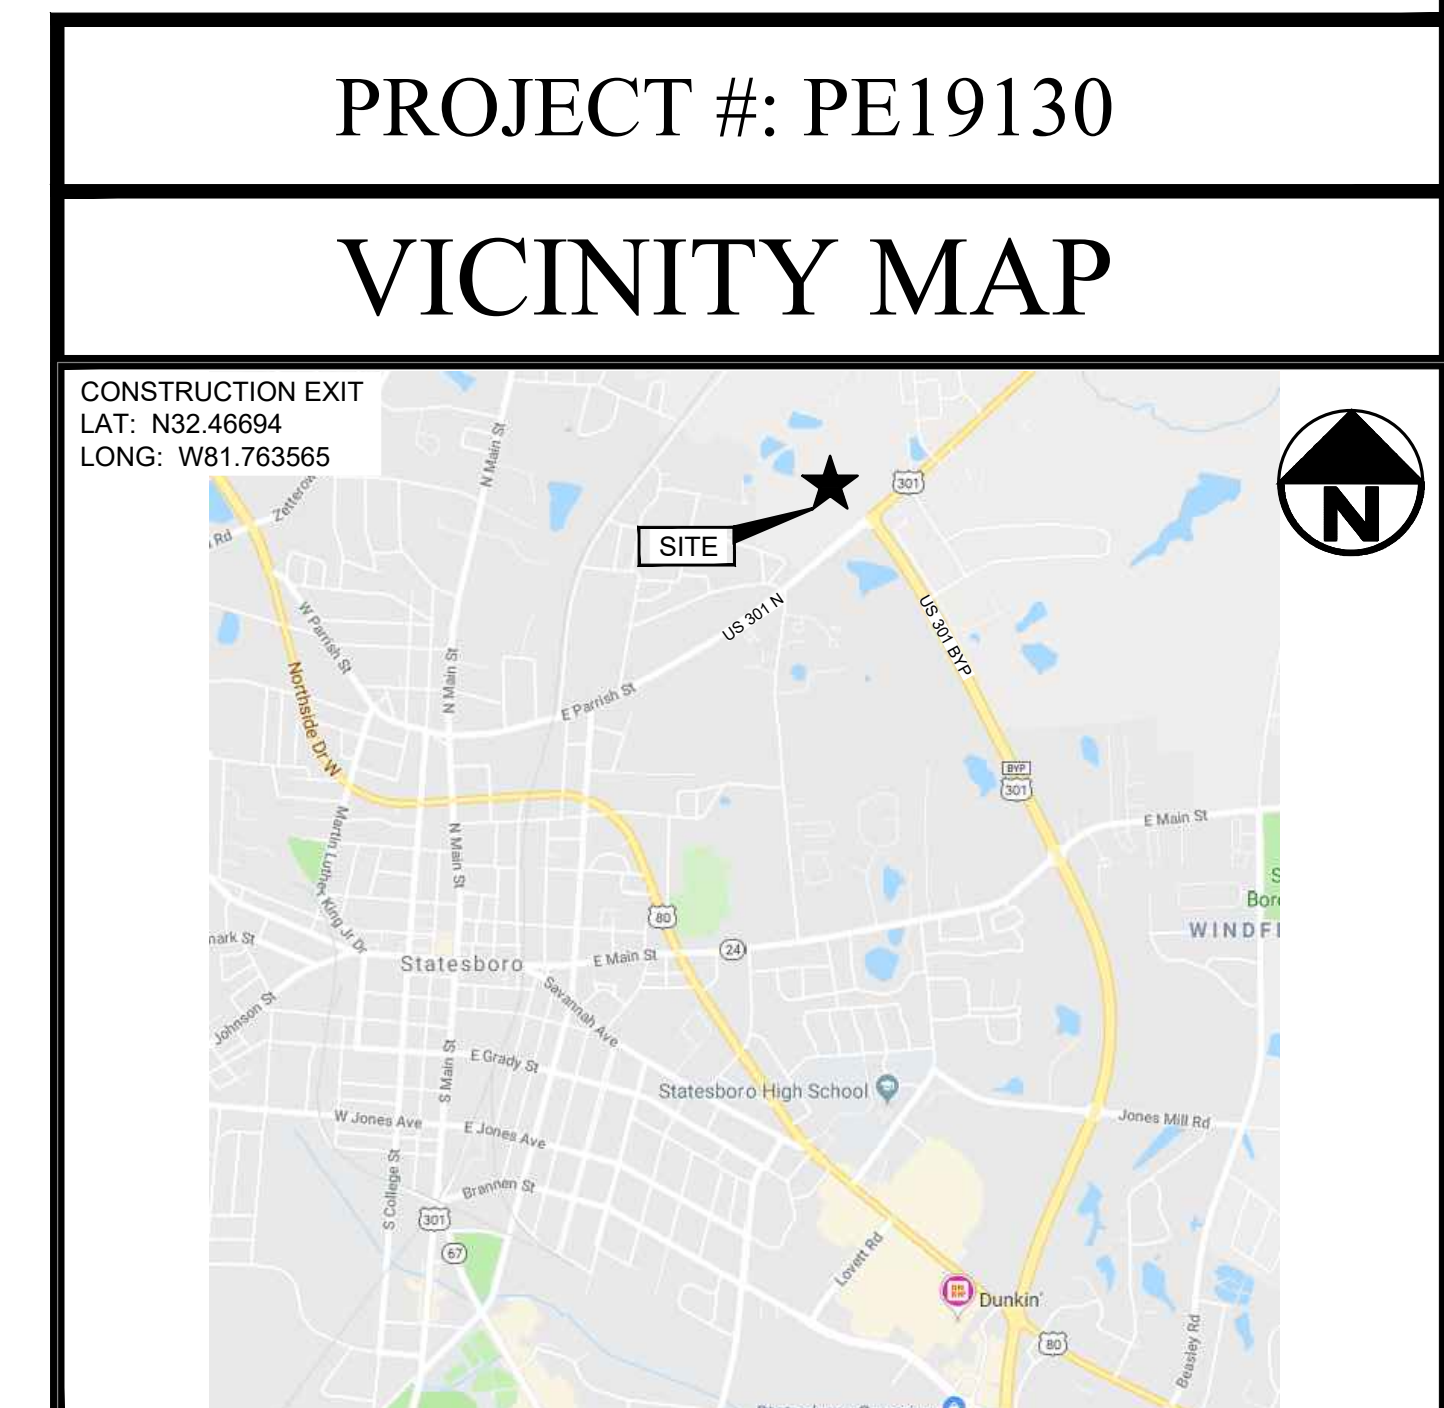 PROJECT #: PE19130
VICINITY MAP
CONSTRUCTION EXIT
LAT: N32.46694
LONG: W81.763565
N Main St
301
N
Rd
SITE
US 301 N
US 301 BYP
W Parrish St
N Main St
E Parrish St
Northside Dr W
BYP
301
E Main St
Martin Luther King Jr Dr
N Main St
80
24
WINDF
Statesboro
E Main St
Savannah Ave
Johnson St
S Main St
E Grady St
Statesboro High School
W Jones Ave
E Jones Ave
Jones Mill Rd
S College St
Brannen St
301
67
Lovett Rd
Dunkin'
80
Beasley Rd